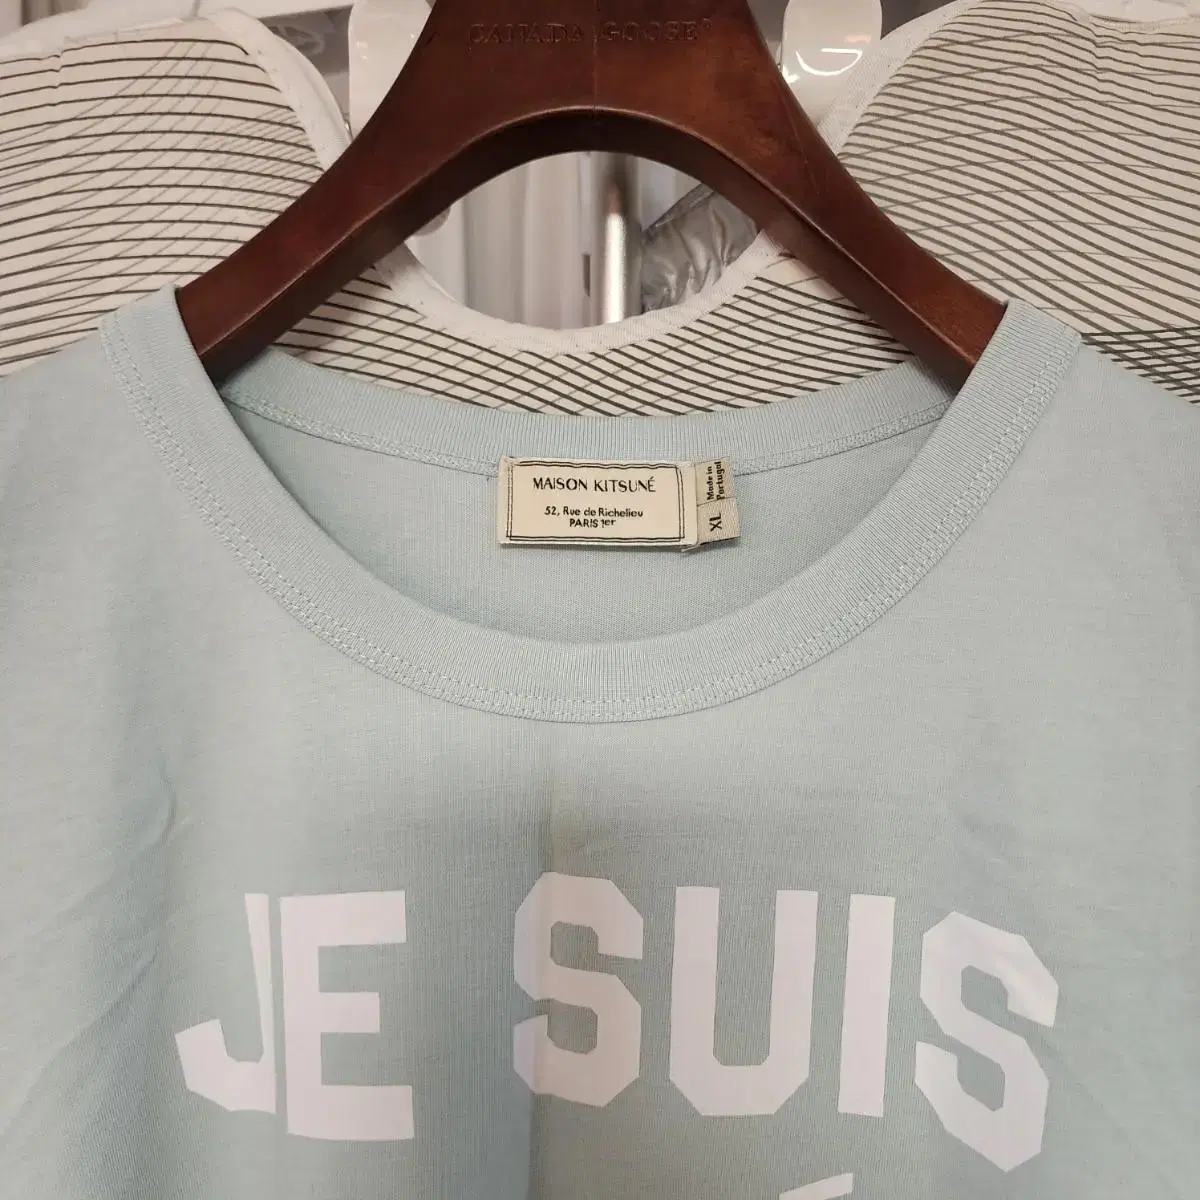 CANADA GOOSE®
MAISON KITSUNÉ
52, Rue de Richelieu
PARIS 1er
Made in
Portugal
XL
JE SUIS